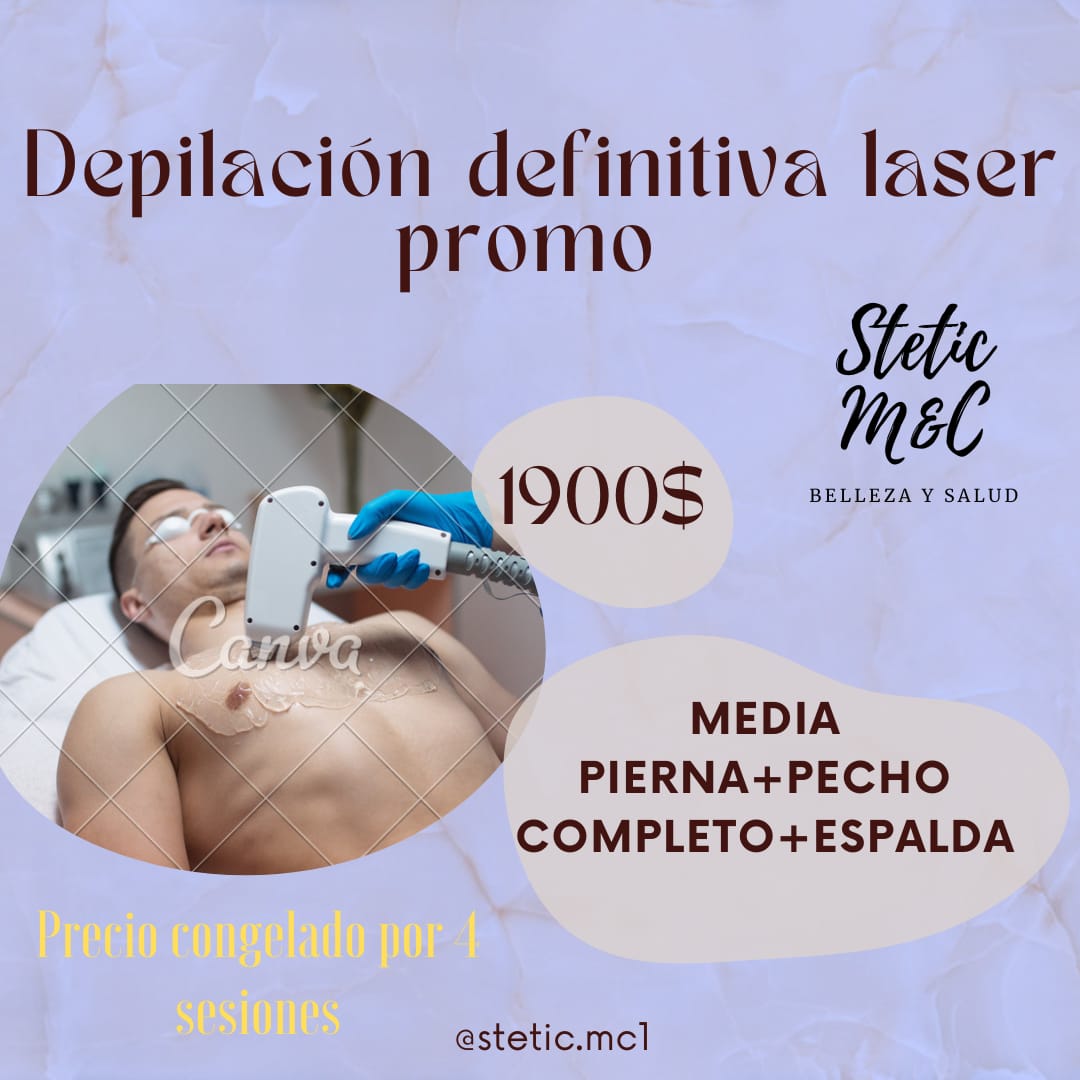 Depilación definitiva laser
promo
Stetic
M&C
BELLEZA Y SALUD
1900$
Canva
MEDIA
PIERNA+PECHO
COMPLETO+ESPALDA
Precio congelado por 4
sesiones
@stetic.mc1